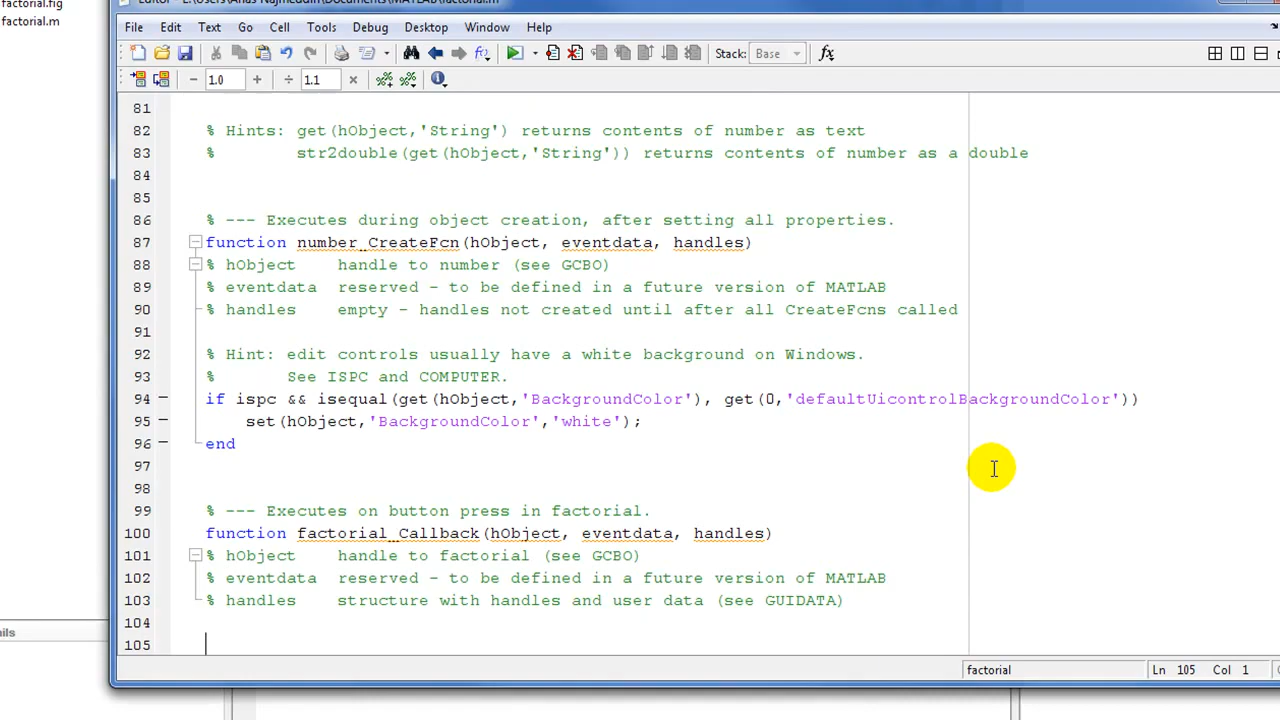 factorial.fig
factorial.m
File Edit Text Go Cell Tools Debug Desktop Window Help
Stack: Base fx
− 1.0 + ÷ 1.1 ×
81
82 % Hints: get(hObject,'String') returns contents of number as text
83 % str2double(get(hObject,'String')) returns contents of number as a double
84
85
86 % --- Executes during object creation, after setting all properties.
87 function number_CreateFcn(hObject, eventdata, handles)
88 % hObject handle to number (see GCBO)
89 % eventdata reserved - to be defined in a future version of MATLAB
90 % handles empty - handles not created until after all CreateFcns called
91
92 % Hint: edit controls usually have a white background on Windows.
93 % See ISPC and COMPUTER.
94 if ispc && isequal(get(hObject,'BackgroundColor'), get(0,'defaultUicontrolBackgroundColor'))
95 set(hObject,'BackgroundColor','white');
96 end
97
98
99 % --- Executes on button press in factorial.
100 function factorial_Callback(hObject, eventdata, handles)
101 % hObject handle to factorial (see GCBO)
102 % eventdata reserved - to be defined in a future version of MATLAB
103 % handles structure with handles and user data (see GUIDATA)
104
105
factorial Ln 105 Col 1